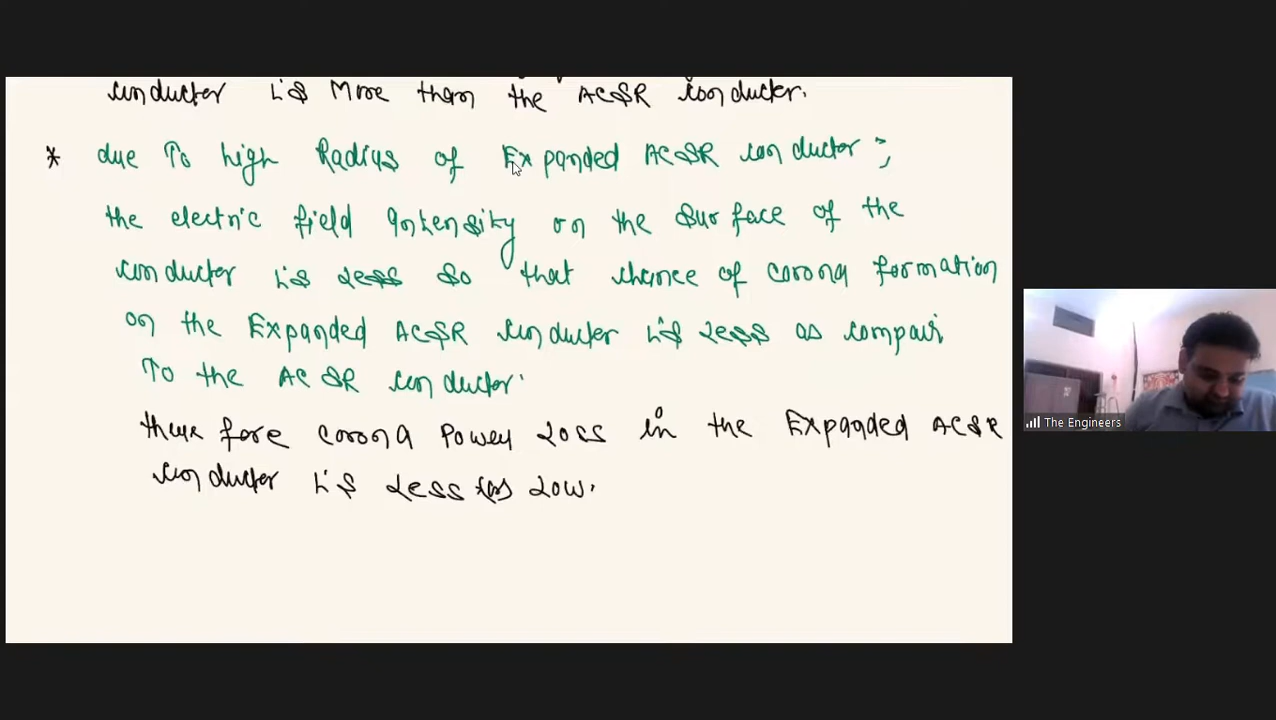 conductor is More than the ACSR conductor.
* due To high Radius of Expanded ACSR conductor,
the electric field intensity on the surface of the
conductor is less so that chance of corona formation
on the Expanded ACSR conductor is less as compair
To the ACSR conductor.
there fore corona Power loss in the Expanded ACSR
conductor is less low.
The Engineers